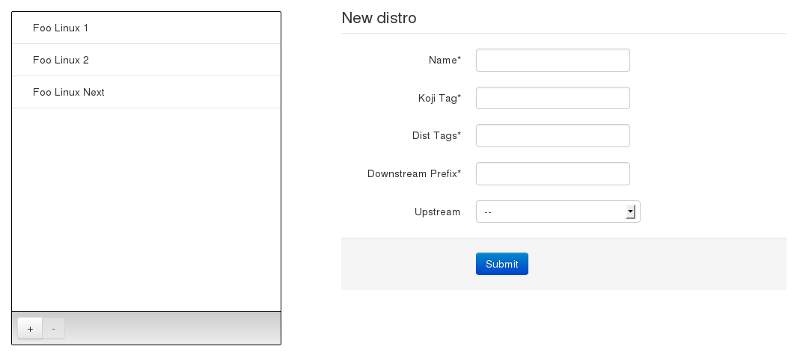 Foo Linux 1
Foo Linux 2
Foo Linux Next
+ -
New distro
Name*
Koji Tag*
Dist Tags*
Downstream Prefix*
Upstream --
Submit